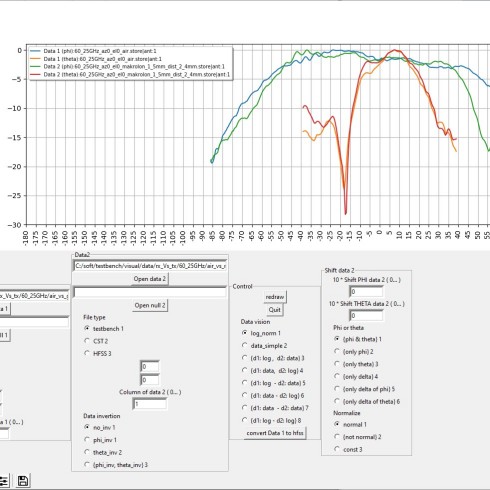 Data 1 (phi):60_25GHz_az0_el0_air.store|ant:1
Data 1 (theta):60_25GHz_az0_el0_air.store|ant:1
Data 2 (phi):60_25GHz_az0_el0_makrolon_1_5mm_dist_2_4mm.store|ant:1
Data 2 (theta):60_25GHz_az0_el0_makrolon_1_5mm_dist_2_4mm.store|ant:1
0
−5
−10
−15
−20
−25
−30
-180 -175 -170 -165 -160 -155 -150 -145 -140 -135 -130 -125 -120 -115 -110 -105 -100 -95 -90 -85 -80 -75 -70 -65 -60 -55 -50 -45 -40 -35 -30 -25 -20 -15 -10 -5 0 5 10 15 20 25 30 35 40 45 50 55
x_Vs_tx/60_25GHz/air_vs_
a 1
ll 1
a 1 ( 0... )
Data2
C:/soft/testbench/visual/data/rx_Vs_tx/60_25GHz/air_vs_r
Open data 2
Open null 2
File type
testbench 1
CST 2
HFSS 3
0
0
Column of data 2 ( 0... )
1
Data invertion
no_inv 1
phi_inv 1
theta_inv 2
(phi_inv, theta_inv) 3
Control
redraw
Quit
Data vision
log_norm 1
data_simple 2
(d1: log , d2: data) 3
(d1: data, d2: log) 4
(d1: log - d2: data) 5
(d1: data - d2: log) 6
(d1: data - d2: data) 7
(d1: log - d2: log) 8
convert Data 1 to hfss
Shift data 2
10 * Shift PHI data 2 ( 0... )
0
10 * Shift THETA data 2 ( 0... )
0
Phi or theta
(phi & theta) 1
(only phi) 2
(only theta) 3
(only delta) 4
(only delta of phi) 5
(only delta of theta) 6
Normalize
normal 1
(not normal) 2
const 3